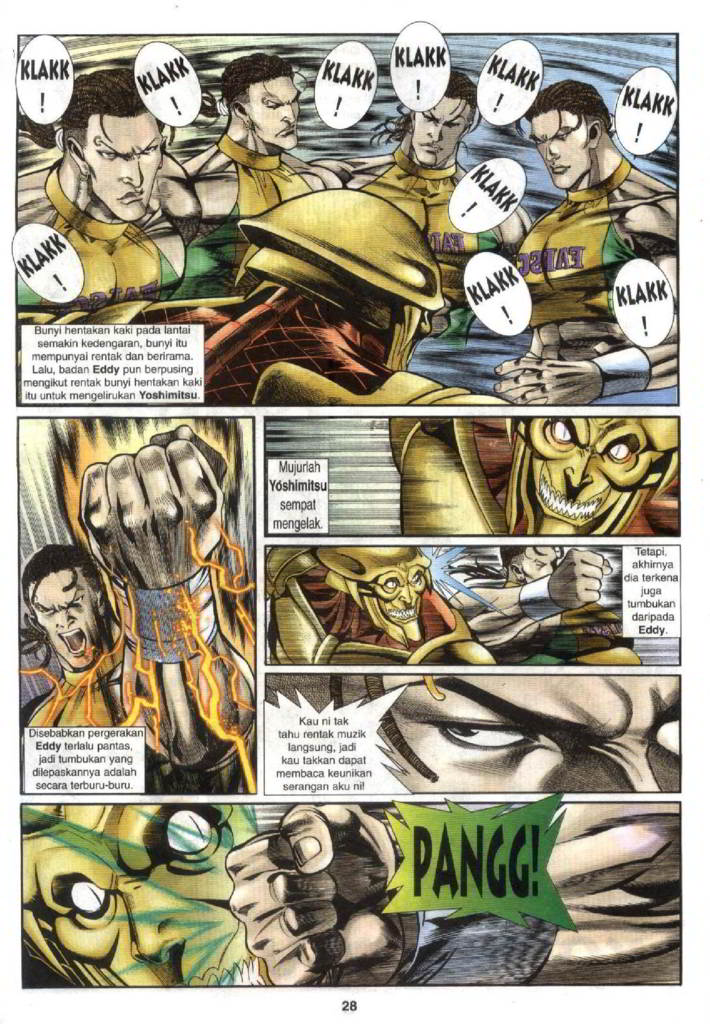 KLAKK
!
KLAKK
!
KLAKK
!
KLAKK
!
KLAKK
!
KLAKK
!
KLAKK
!
KLAKK
!
KLAKK
!
KLAKK
!
Bunyi hentakan kaki pada lantai
semakin kedengaran, bunyi itu
mempunyai rentak dan berirama.
Lalu, badan Eddy pun berpusing
mengikut rentak bunyi hentakan kaki
itu untuk mengelirukan Yoshimitsu.
Disebabkan pergerakan
Eddy terlalu pantas,
jadi tumbukan yang
dilepaskannya adalah
secara terburu-buru.
Mujurlah
Yoshimitsu
sempat
mengelak.
Tetapi,
akhirnya
dia terkena
juga
tumbukan
daripada
Eddy.
Kau ni tak
tahu rentak muzik
langsung, jadi
kau takkan dapat
membaca keunikan
serangan aku ni!
PANGG!
28